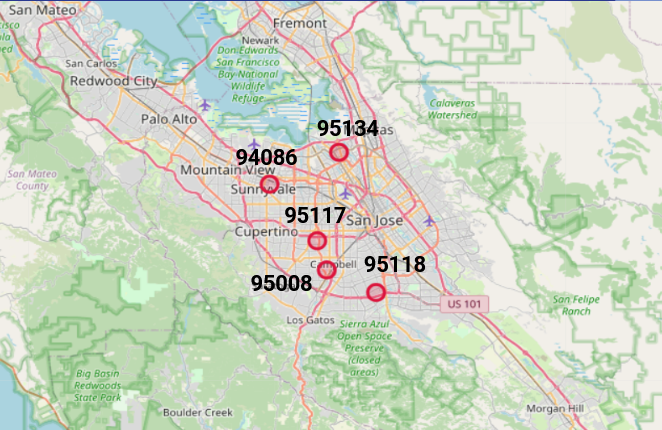 San Mateo
Fremont
Newark
San Carlos
Redwood City
Don Edwards
San Francisco
Bay National
Wildlife
Refuge
Calaveras
Watershed
Palo Alto
95134
94086
Mountain View
San Mateo
County
Sunnyvale
95117
San Jose
Cupertino
Campbell
95118
95008
US 101
San Felipe
Ranch
Los Gatos
Sierra Azul
Open Space
Preserve
(closed
areas)
Big Basin
Redwoods
State Park
Boulder Creek
Morgan Hill